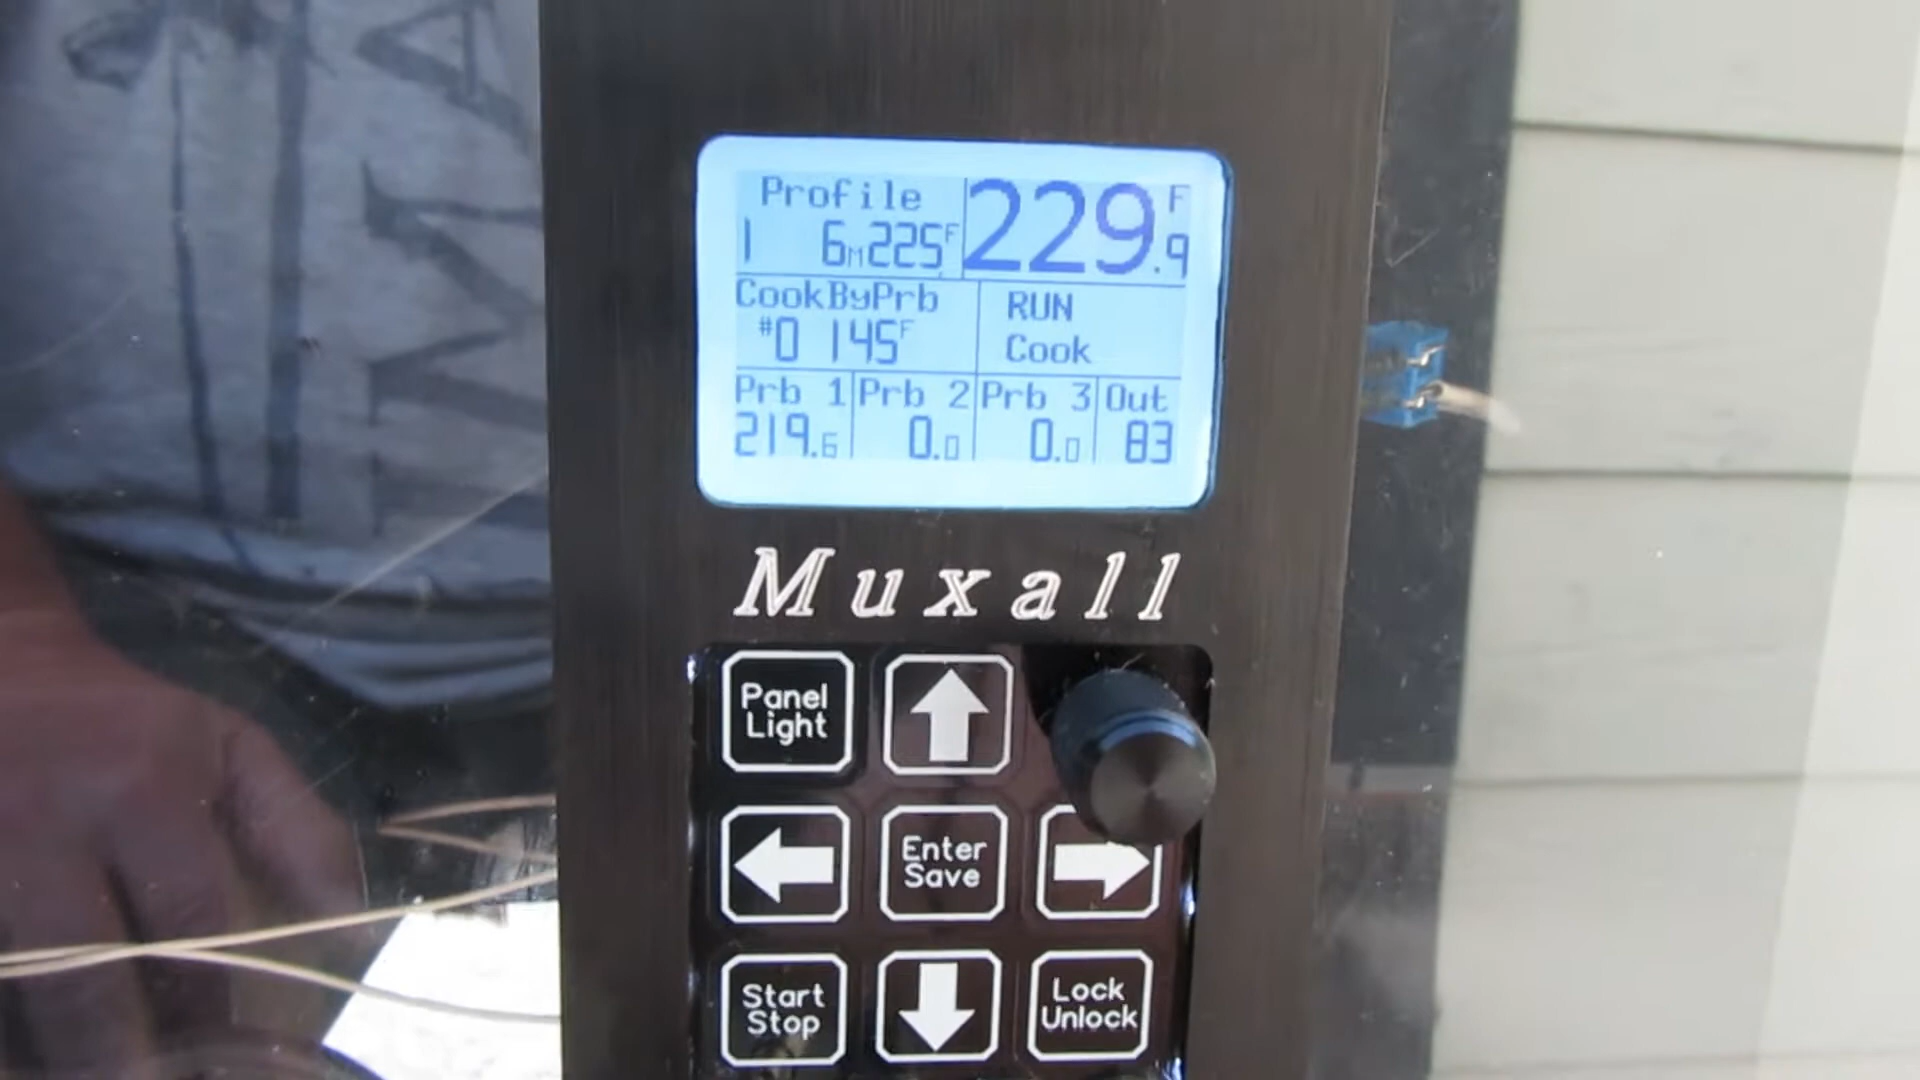 Profile
1 6M225F
229.9 F
CookByPrb
#0 145F
RUN
Cook
Prb 1 Prb 2 Prb 3 Out
219.6 0.0 0.0 83
Muxall
Panel
Light
Enter
Save
Start
Stop
Lock
Unlock